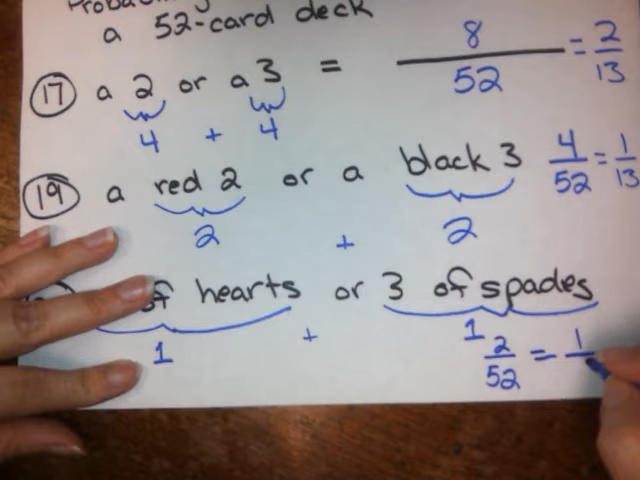 a 52-card deck
17 a 2 or a 3 = 8/52 = 2/13
4 + 4
19 a red 2 or a black 3 4/52 = 1/13
2 + 2
of hearts or 3 of spades
1 + 1 2/52 = 1/